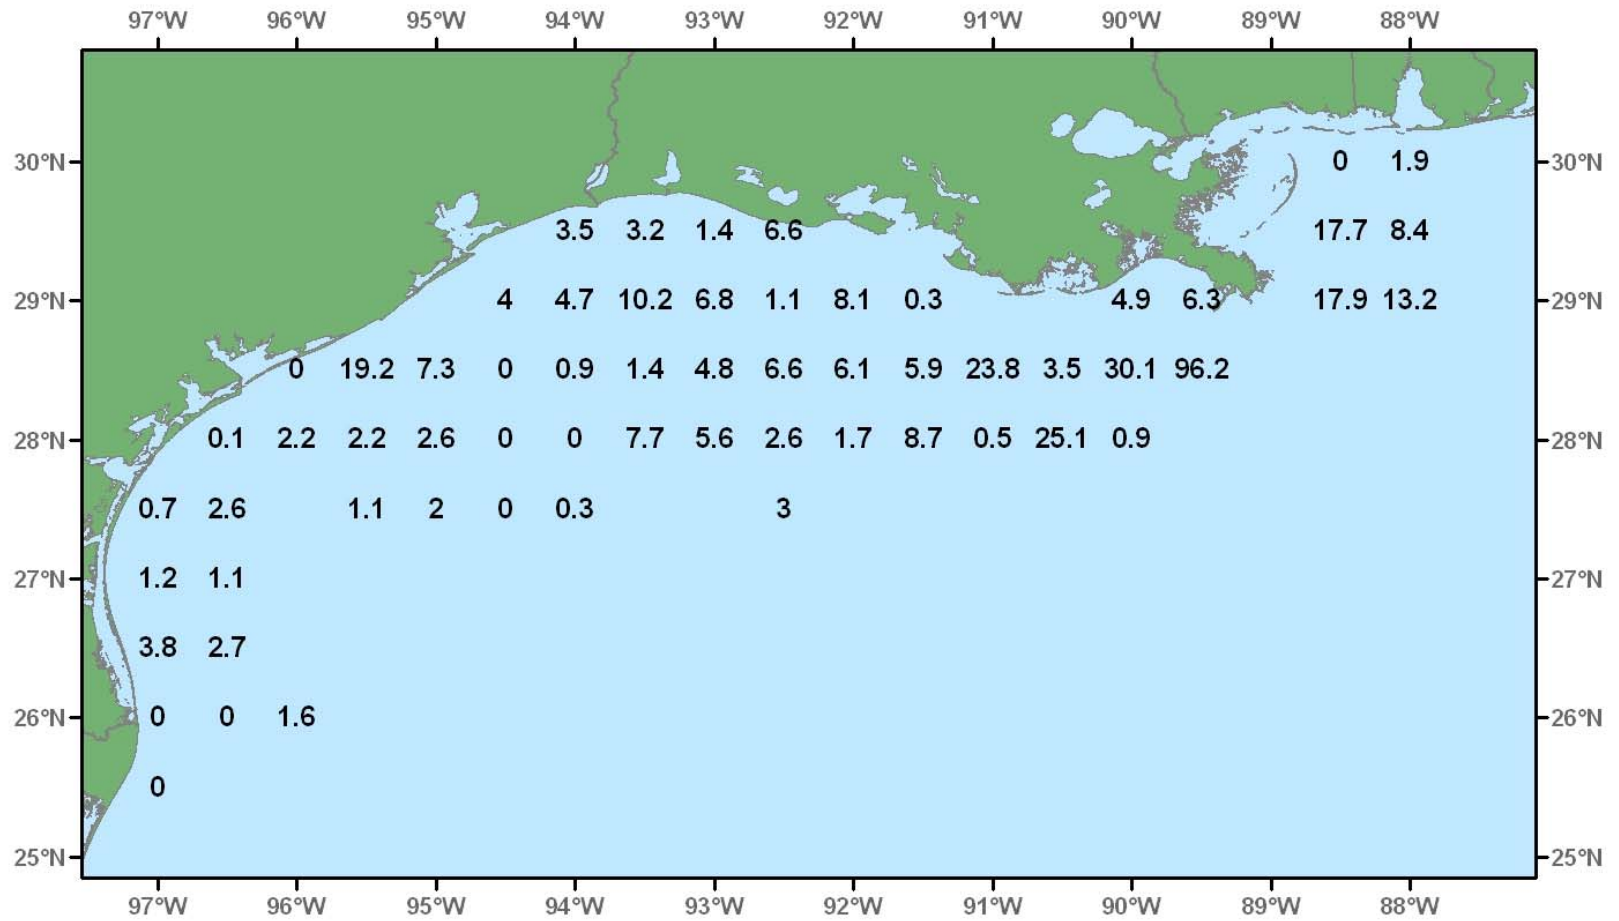 97°W 96°W 95°W 94°W 93°W 92°W 91°W 90°W 89°W 88°W
30°N 0 1.9 30°N
3.5 3.2 1.4 6.6 17.7 8.4
29°N 4 4.7 10.2 6.8 1.1 8.1 0.3 4.9 6.3 17.9 13.2 29°N
0 19.2 7.3 0 0.9 1.4 4.8 6.6 6.1 5.9 23.8 3.5 30.1 96.2
28°N 0.1 2.2 2.2 2.6 0 0 7.7 5.6 2.6 1.7 8.7 0.5 25.1 0.9 28°N
0.7 2.6 1.1 2 0 0.3 3
27°N 1.2 1.1 27°N
3.8 2.7
26°N 0 0 1.6 26°N
0
25°N 25°N
97°W 96°W 95°W 94°W 93°W 92°W 91°W 90°W 89°W 88°W